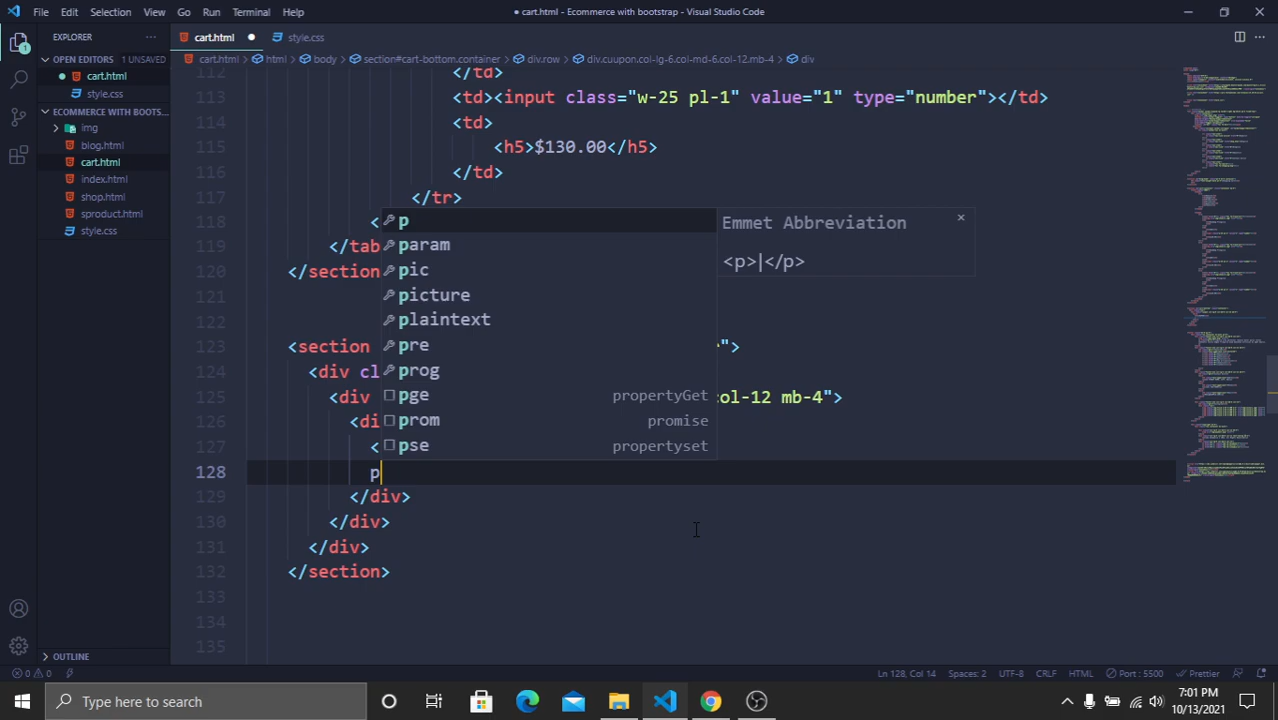 File Edit Selection View Go Run Terminal Help
● cart.html - Ecommerce with bootstrap - Visual Studio Code
EXPLORER
OPEN EDITORS 1 UNSAVED
cart.html
style.css
ECOMMERCE WITH BOOTS...
img
blog.html
cart.html
index.html
shop.html
sproduct.html
style.css
OUTLINE
1
cart.html
style.css
cart.html > html > body > section#cart-bottom.container > div.row > div.cuupon.col-lg-6.col-md-6.col-12.mb-4 > div
112 </td>
113 <td><input class="w-25 pl-1" value="1" type="number"></td>
114 <td>
115 <h5>$130.00</h5>
116 </td>
117 </tr>
118 <
119 </tab
120 </section
121
122
123 <section ">
124 <div cl
125 <div ol-12 mb-4">
126 <di
127 <
128 p
129 </div>
130 </div>
131 </div>
132 </section>
133
134
135
p
param
pic
picture
plaintext
pre
prog
pge propertyGet
prom promise
pse propertyset
Emmet Abbreviation
<p>|</p>
0 0
Ln 128, Col 14 Spaces: 2 UTF-8 CRLF HTML Port : 5500 Prettier
Type here to search
7:01 PM
10/13/2021